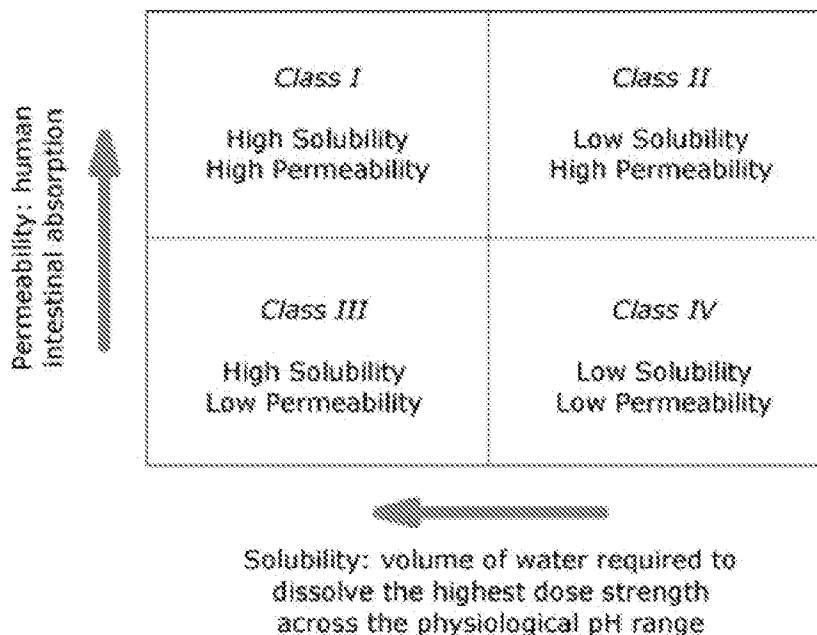 Class I
High Solubility
High Permeability
Class II
Low Solubility
High Permeability
Permeability: human
intestinal absorption
Class III
High Solubility
Low Permeability
Class IV
Low Solubility
Low Permeability
Solubility: volume of water required to
dissolve the highest dose strength
across the physiological pH range